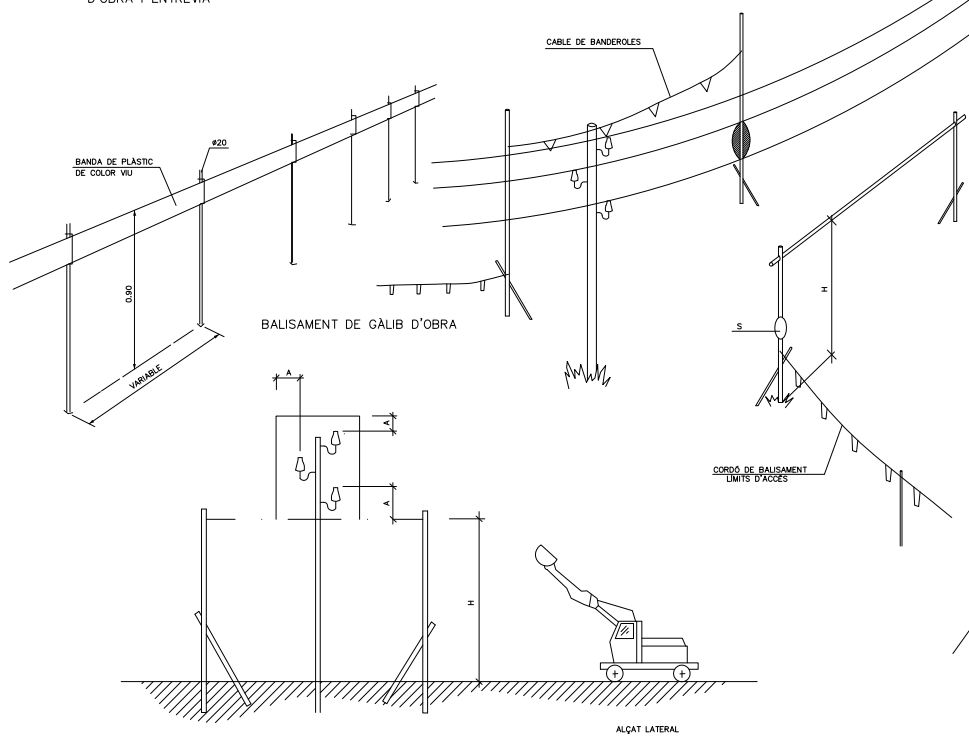 D'OBRA I ENTREVIA
CABLE DE BANDEROLES
ø20
BANDA DE PLÀSTIC
DE COLOR VIU
0.90
VARIABLE
H
S
BALISAMENT DE GÀLIB D'OBRA
A
A
A
CORDÓ DE BALISAMENT
LÍMITS D'ACCÉS
H
ALÇAT LATERAL